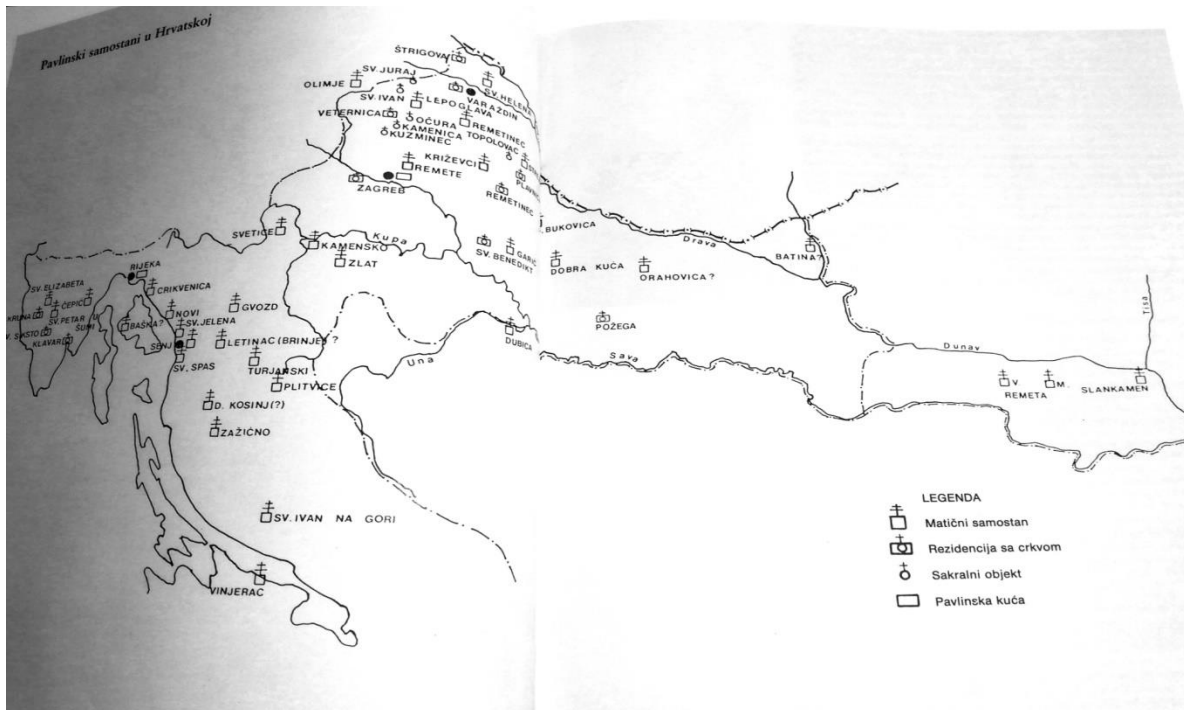 Pavlinski samostani u Hrvatskoj
ŠTRIGOVA
SV. JURAJ
OLIMJE
SV. HELENA
SV. IVAN
LEPOGLAVA
VARAŽDIN
VETERNICA
OČURA
REMETINEC
KAMENICA
TOPOLOVAC
KUZMINEC
KRIŽEVCI
REMETE
ZAGREB
REMETINEC
SVETICE
Kupa
BUKOVICA
Drava
KAMENSKO
SV. BENEDIKT
GARIĆ
BATINA?
ZLAT
DOBRA KUĆA
ORAHOVICA?
RIJEKA
SV. ELIZABETA
CRIKVENICA
Tisa
ČEPIĆ
KRUNA
SV. PETAR U
ŠUMI
NOVI
GVOZD
BAŠKA?
SV. JELENA
POŽEGA
KLAVAR
SENJ
LETINAC (BRINJE) ?
DUBICA
SV. SPAS
TURJANSKI
Una
Sava
Dunav
PLITVICE
V.
M.
REMETA
SLANKAMEN
D. KOSINJ (?)
ZAŽIĆNO
SV. IVAN NA GORI
VINJERAC
LEGENDA
Matični samostan
Rezidencija sa crkvom
Sakralni objekt
Pavlinska kuća